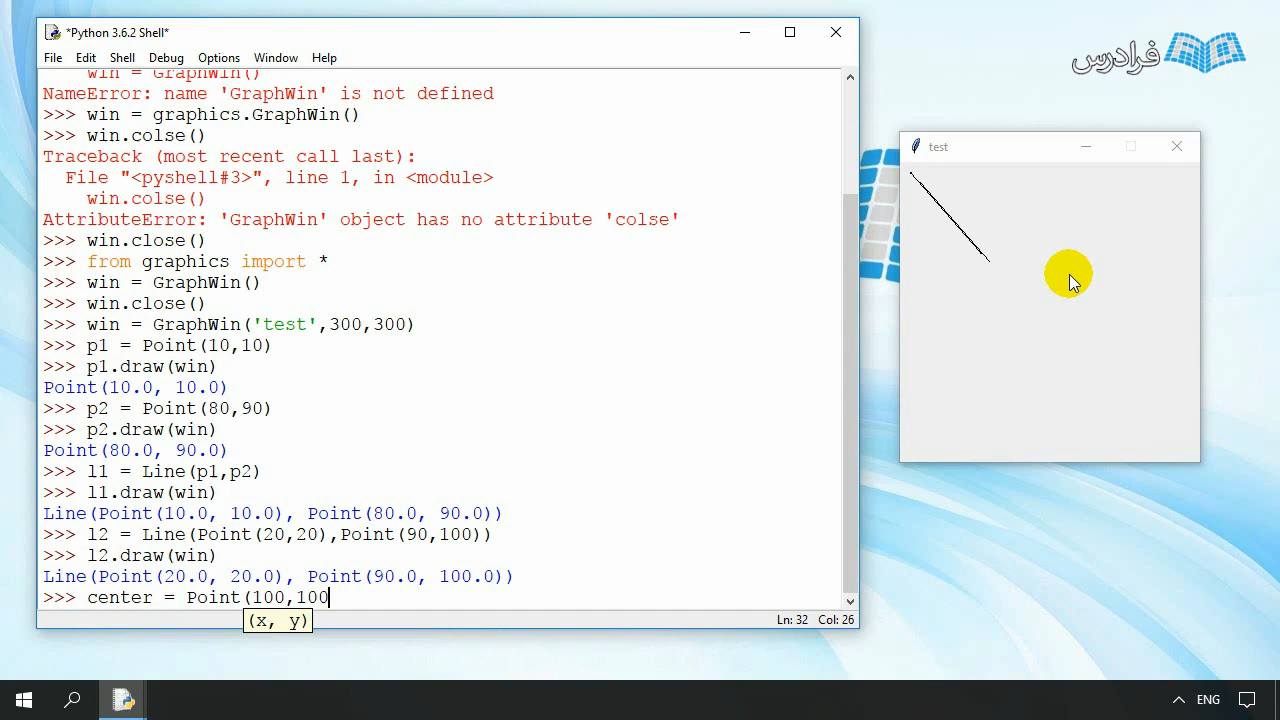 *Python 3.6.2 Shell*
File Edit Shell Debug Options Window Help
win = GraphWin()
NameError: name 'GraphWin' is not defined
>>> win = graphics.GraphWin()
>>> win.colse()
Traceback (most recent call last):
  File "<pyshell#3>", line 1, in <module>
    win.colse()
AttributeError: 'GraphWin' object has no attribute 'colse'
>>> win.close()
>>> from graphics import *
>>> win = GraphWin()
>>> win.close()
>>> win = GraphWin('test',300,300)
>>> p1 = Point(10,10)
>>> p1.draw(win)
Point(10.0, 10.0)
>>> p2 = Point(80,90)
>>> p2.draw(win)
Point(80.0, 90.0)
>>> l1 = Line(p1,p2)
>>> l1.draw(win)
Line(Point(10.0, 10.0), Point(80.0, 90.0))
>>> l2 = Line(Point(20,20),Point(90,100))
>>> l2.draw(win)
Line(Point(20.0, 20.0), Point(90.0, 100.0))
>>> center = Point(100,100
(x, y)
Ln: 32 Col: 26
فرادرس
test
ENG